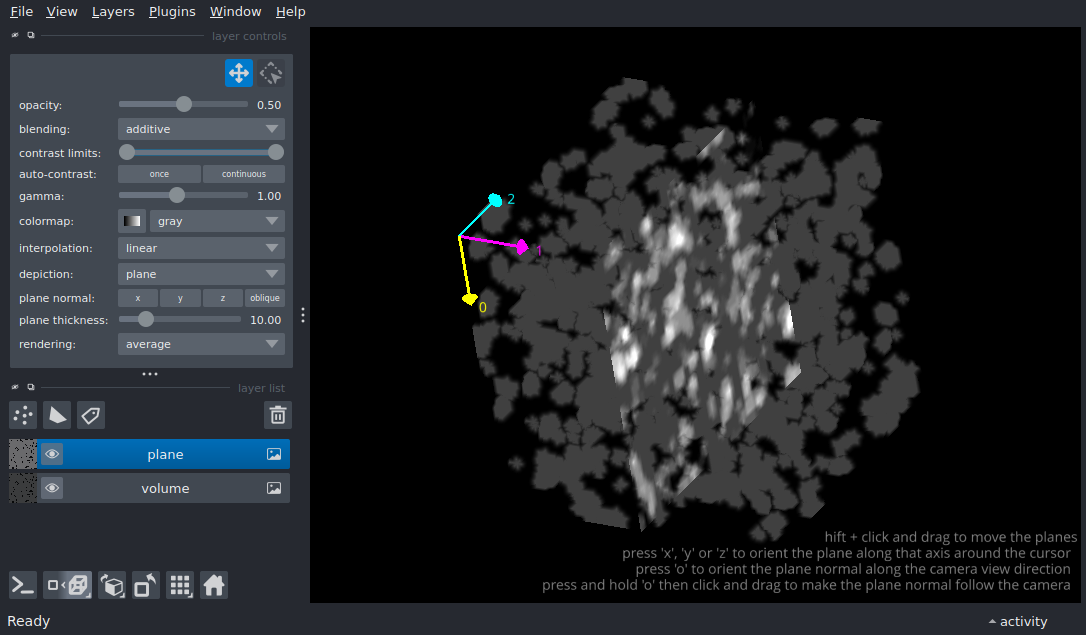 File View Layers Plugins Window Help
layer controls
opacity: 0.50
blending: additive
contrast limits:
auto-contrast: once continuous
gamma: 1.00
colormap: gray
interpolation: linear
depiction: plane
plane normal: x y z oblique
plane thickness: 10.00
rendering: average
layer list
plane
volume
2
1
0
hift + click and drag to move the planes
press 'x', 'y' or 'z' to orient the plane along that axis around the cursor
press 'o' to orient the plane normal along the camera view direction
press and hold 'o' then click and drag to make the plane normal follow the camera
Ready activity